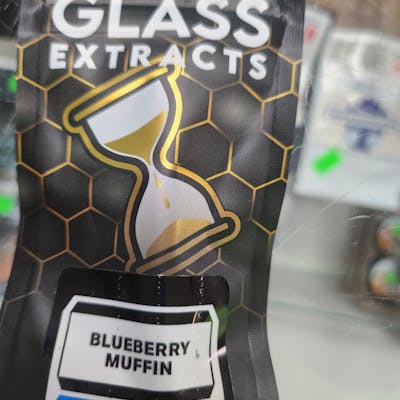 GLASS
EXTRACTS
BLUEBERRY
MUFFIN